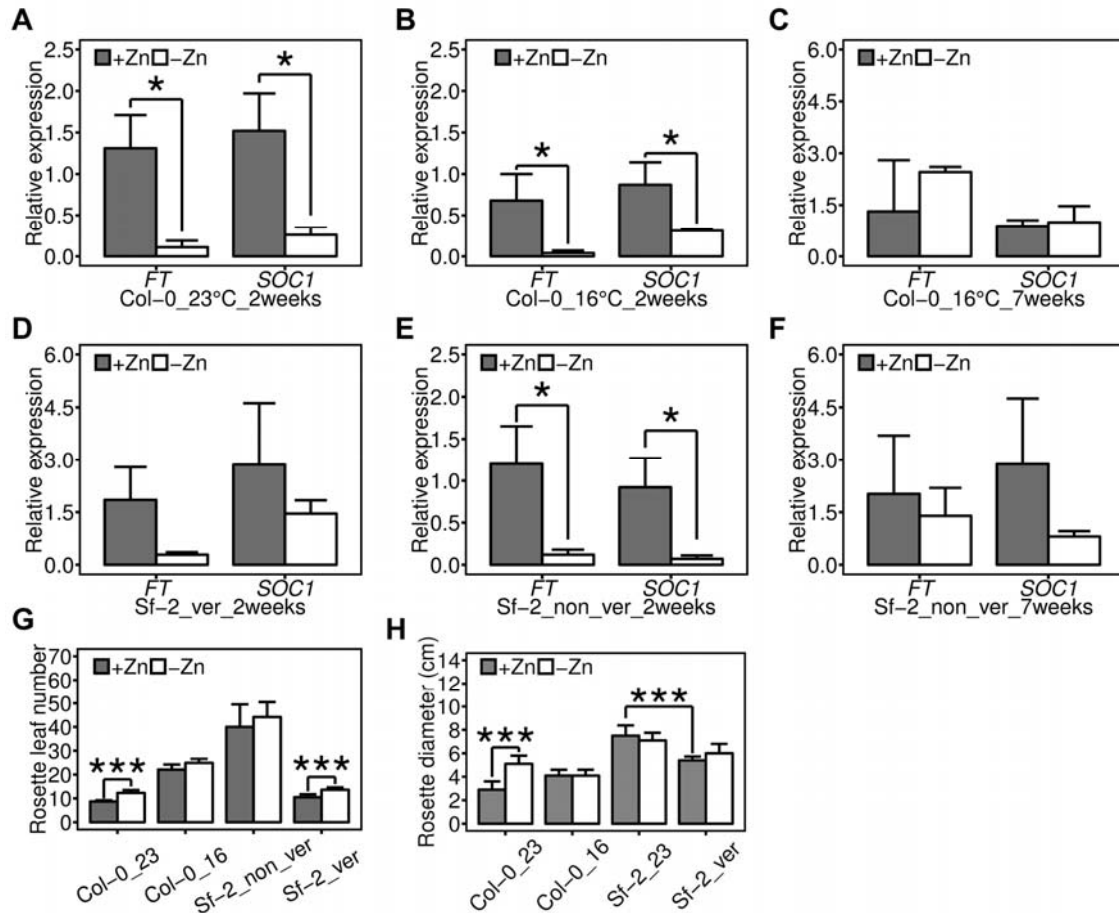 A
Relative expression
2.5
2.0
1.5
1.0
0.5
0.0
+Zn −Zn
*
*
FT SOC1
Col−0_23°C_2weeks
B
Relative expression
2.5
2.0
1.5
1.0
0.5
0.0
+Zn −Zn
*
*
FT SOC1
Col−0_16°C_2weeks
C
Relative expression
6.0
4.5
3.0
1.5
0.0
+Zn −Zn
FT SOC1
Col−0_16°C_7weeks
D
Relative expression
6.0
4.5
3.0
1.5
0.0
+Zn −Zn
FT SOC1
Sf−2_ver_2weeks
E
Relative expression
2.5
2.0
1.5
1.0
0.5
0.0
+Zn −Zn
*
*
FT SOC1
Sf−2_non_ver_2weeks
F
Relative expression
6.0
4.5
3.0
1.5
0.0
+Zn −Zn
FT SOC1
Sf−2_non_ver_7weeks
G
Rosette leaf number
70
60
50
40
30
20
10
0
+Zn −Zn
***
***
Col−0_23
Col−0_16
Sf−2_non_ver
Sf−2_ver
H
Rosette diameter (cm)
14
12
10
8
6
4
2
0
+Zn −Zn
***
***
Col−0_23
Col−0_16
Sf−2_23
Sf−2_ver